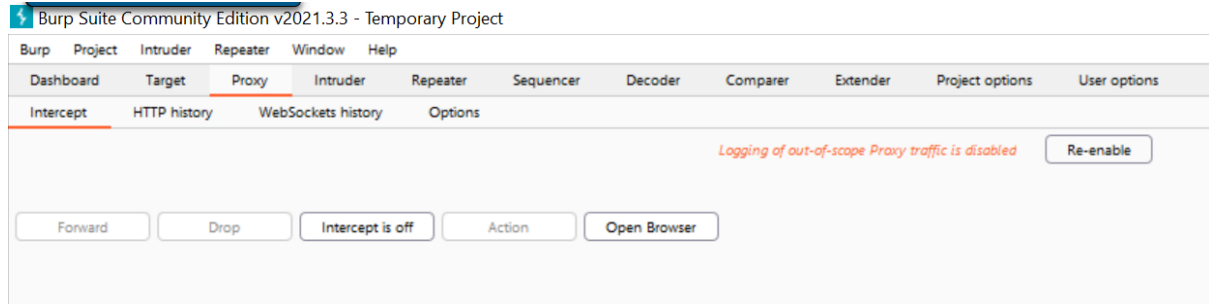 Burp Suite Community Edition v2021.3.3 - Temporary Project
Burp Project Intruder Repeater Window Help
Dashboard Target Proxy Intruder Repeater Sequencer Decoder Comparer Extender Project options User options
Intercept HTTP history WebSockets history Options
Logging of out-of-scope Proxy traffic is disabled Re-enable
Forward Drop Intercept is off Action Open Browser